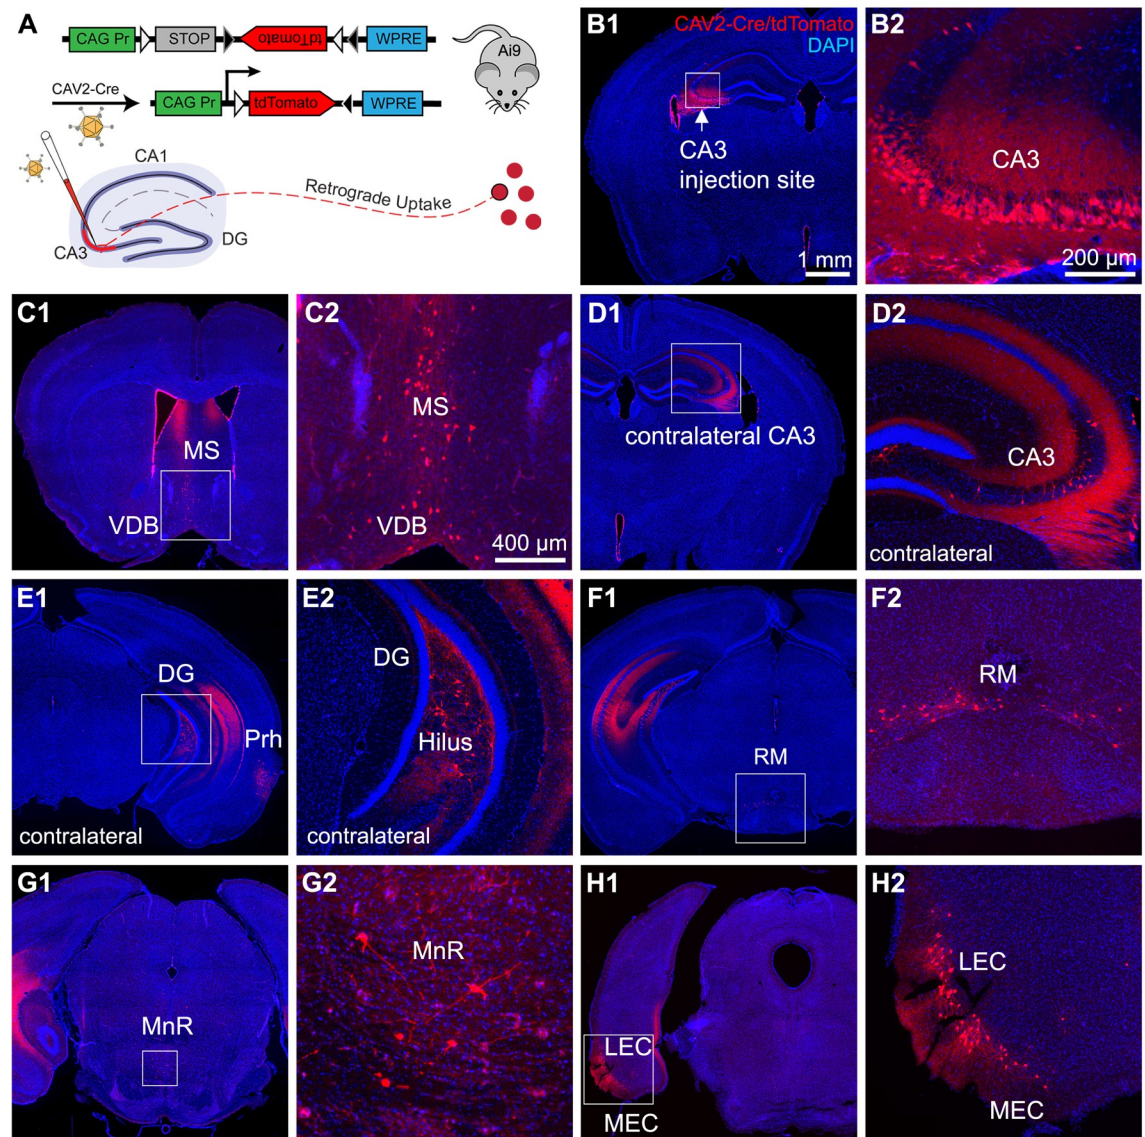 A
CAG Pr
STOP
tdTomato
WPRE
Ai9
CAV2-Cre
CAG Pr
tdTomato
WPRE
CA1
Retrograde Uptake
CA3
DG
B1
CAV2-Cre/tdTomato
DAPI
CA3
injection site
1 mm
B2
CA3
200 µm
C1
MS
VDB
C2
MS
VDB
400 µm
D1
contralateral CA3
D2
CA3
contralateral
E1
DG
Prh
contralateral
E2
DG
Hilus
contralateral
F1
RM
F2
RM
G1
MnR
G2
MnR
H1
LEC
MEC
H2
LEC
MEC